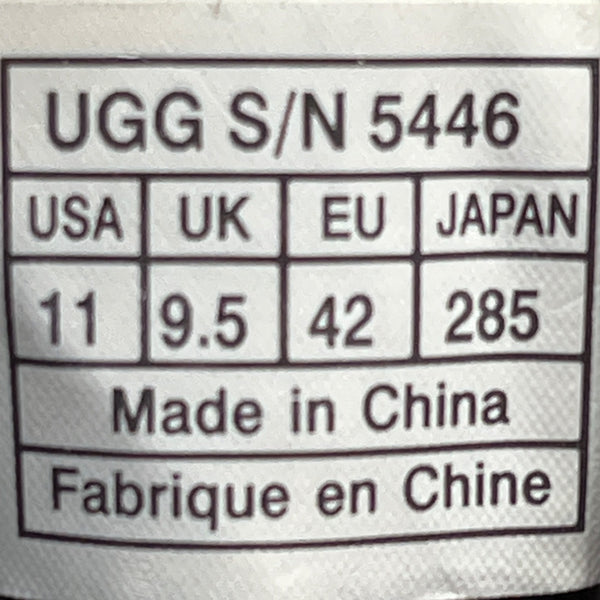 UGG S/N 5446
USA UK EU JAPAN
11 9.5 42 285
Made in China
Fabrique en Chine